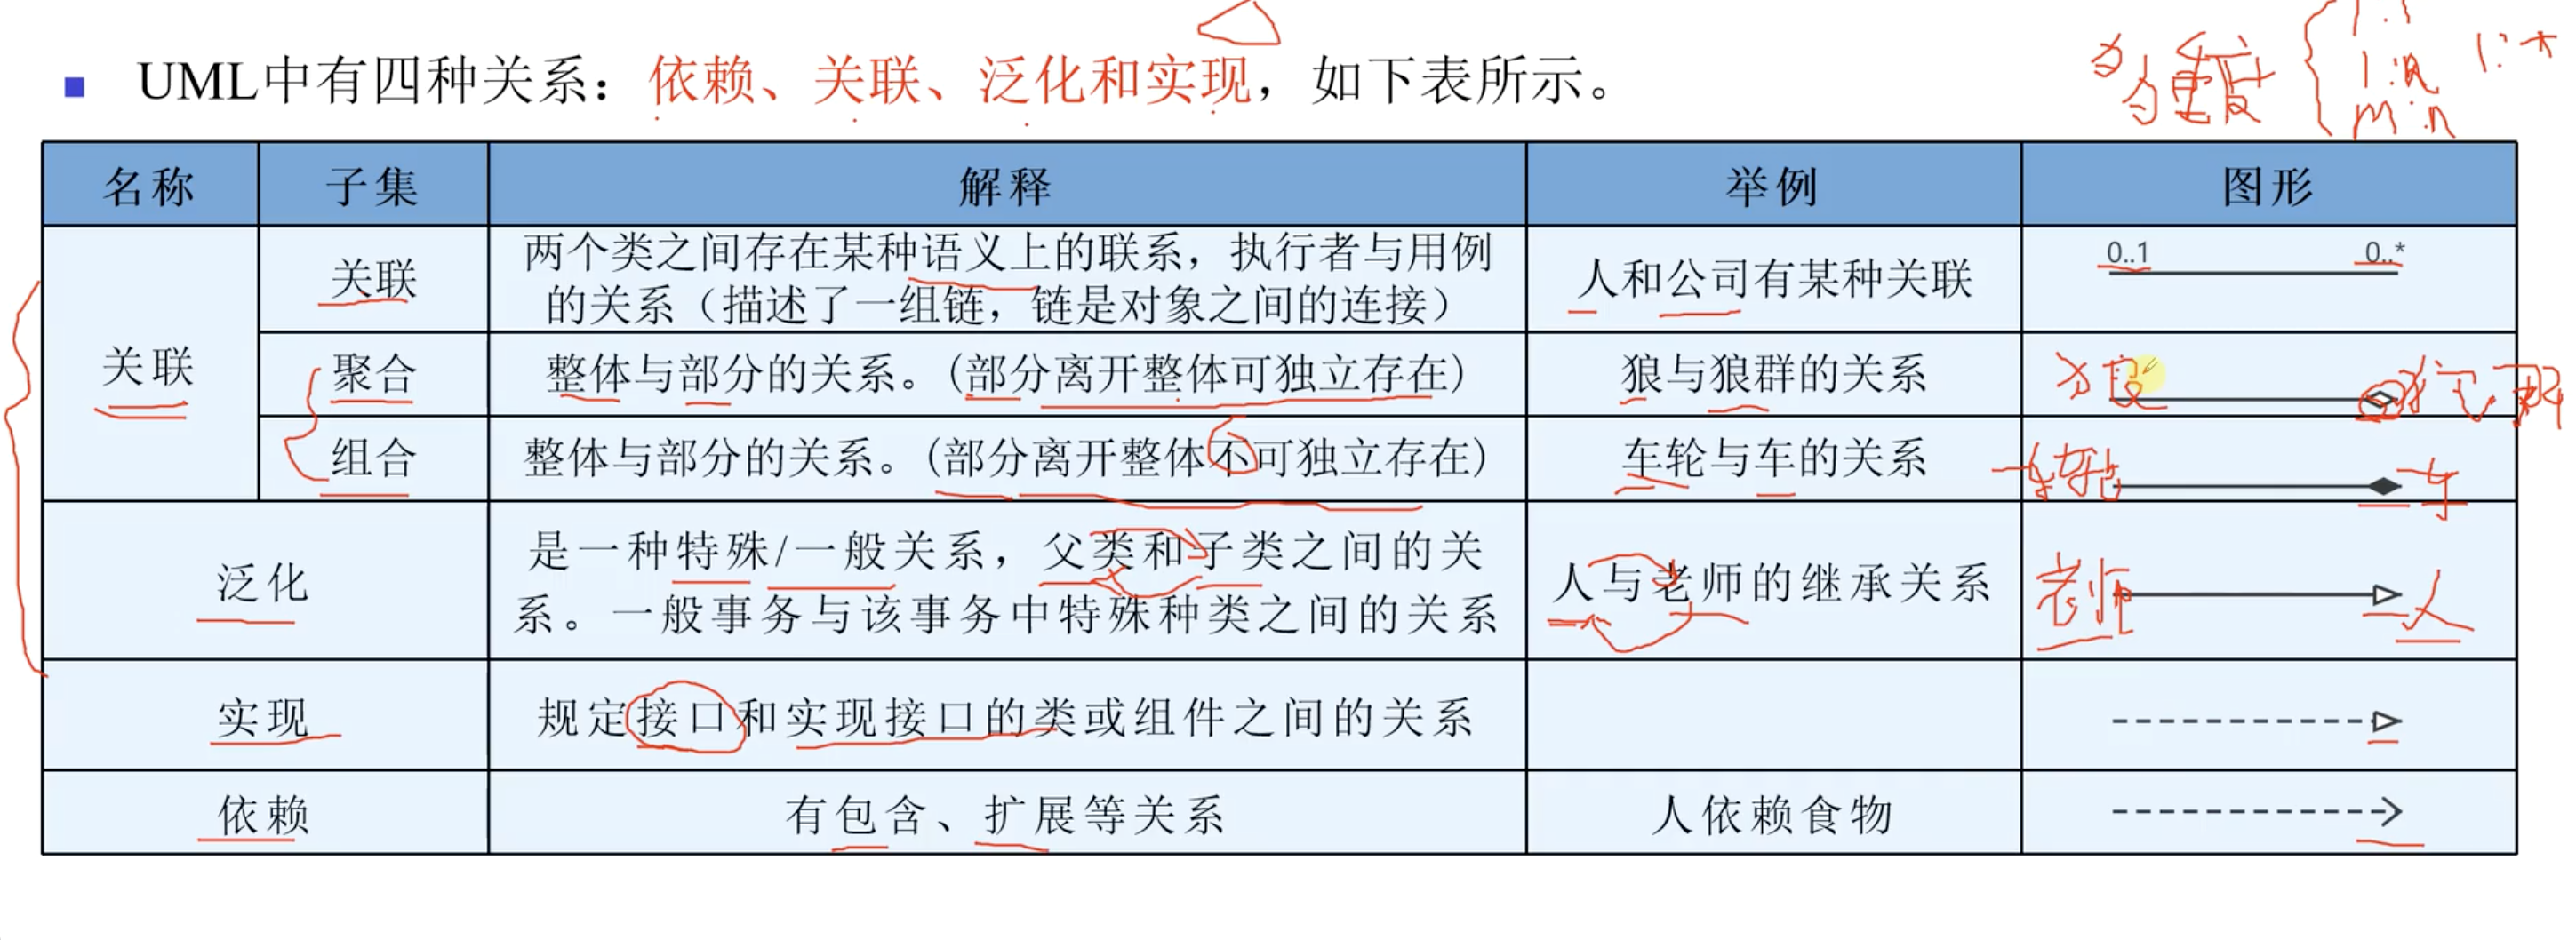 ■ UML中有四种关系：依赖、关联、泛化和实现，如下表所示。
多重度
1:n 1:*
m:n
名称 子集 解释 举例 图形
关联
关联
两个类之间存在某种语义上的联系，执行者与用例
的关系（描述了一组链，链是对象之间的连接）
人和公司有某种关联
0..1 0..*
聚合
整体与部分的关系。(部分离开整体可独立存在)
狼与狼群的关系
组合
整体与部分的关系。(部分离开整体不可独立存在)
车轮与车的关系
车轮 车
泛化
是一种特殊/一般关系，父类和子类之间的关
系。一般事务与该事务中特殊种类之间的关系
人与老师的继承关系
老师 人
实现
规定接口和实现接口的类或组件之间的关系
依赖
有包含、扩展等关系
人依赖食物